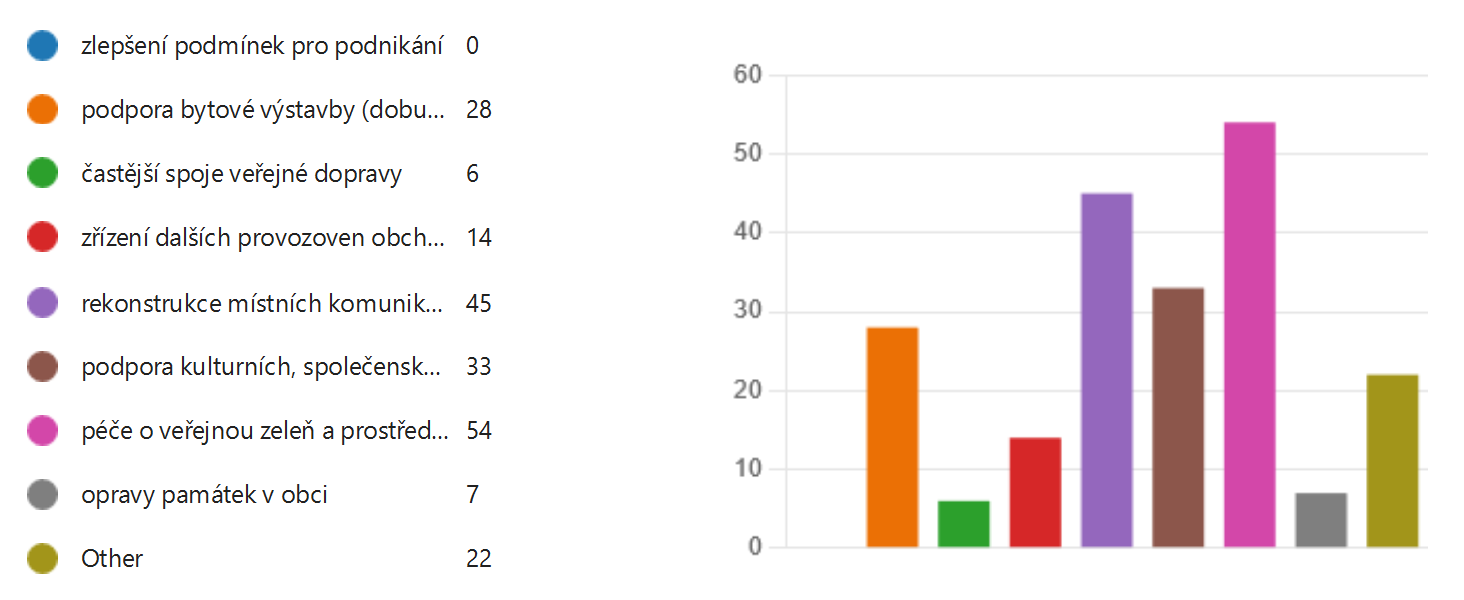 zlepšení podmínek pro podnikání 0
podpora bytové výstavby (dobu... 28
častější spoje veřejné dopravy 6
zřízení dalších provozoven obch... 14
rekonstrukce místních komunik... 45
podpora kulturních, společensk... 33
péče o veřejnou zeleň a prostřed... 54
opravy památek v obci 7
Other 22
60
50
40
30
20
10
0